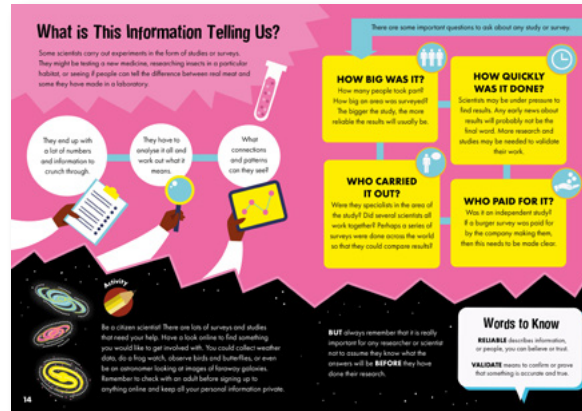 What is This Information Telling Us?
Some scientists carry out experiments in the form of studies or surveys.
They might be testing a new medicine, researching insects in a particular
habitat, or seeing if people can tell the difference between real meat and
some they have made in a laboratory.
They end up with
a lot of numbers
and information to
crunch through.
They have to
analyse it all and
work out what it
means.
What
connections
and patterns
can they see?
There are some important questions to ask about any study or survey.
HOW BIG WAS IT?
How many people took part?
How big an area was surveyed?
The bigger the study, the more
reliable the results will usually be.
HOW QUICKLY
WAS IT DONE?
Scientists may be under pressure to
find results. Any early news about
results will probably not be the
final word. More research and
studies may be needed to validate
their work.
WHO CARRIED
IT OUT?
Were they specialists in the area of
the study? Did several scientists all
work together? Perhaps a series of
surveys were done across the world
so that they could compare results?
WHO PAID FOR IT?
Was it an independent study?
If a burger survey was paid for
by the company making them,
then this needs to be made clear.
Activity
Be a citizen scientist! There are lots of surveys and studies
that need your help. Have a look online to find something
you would like to get involved with. You could collect weather
data, do a frog watch, observe birds and butterflies, or even
be an astronomer looking at images of faraway galaxies.
Remember to check with an adult before signing up to
anything online and keep all your personal information private.
BUT always remember that it is really
important for any researcher or scientist
not to assume they know what the
answers will be BEFORE they have
done their research.
Words to Know
RELIABLE describes information,
or people, you can believe or trust.
VALIDATE means to confirm or prove
that something is accurate and true.
14